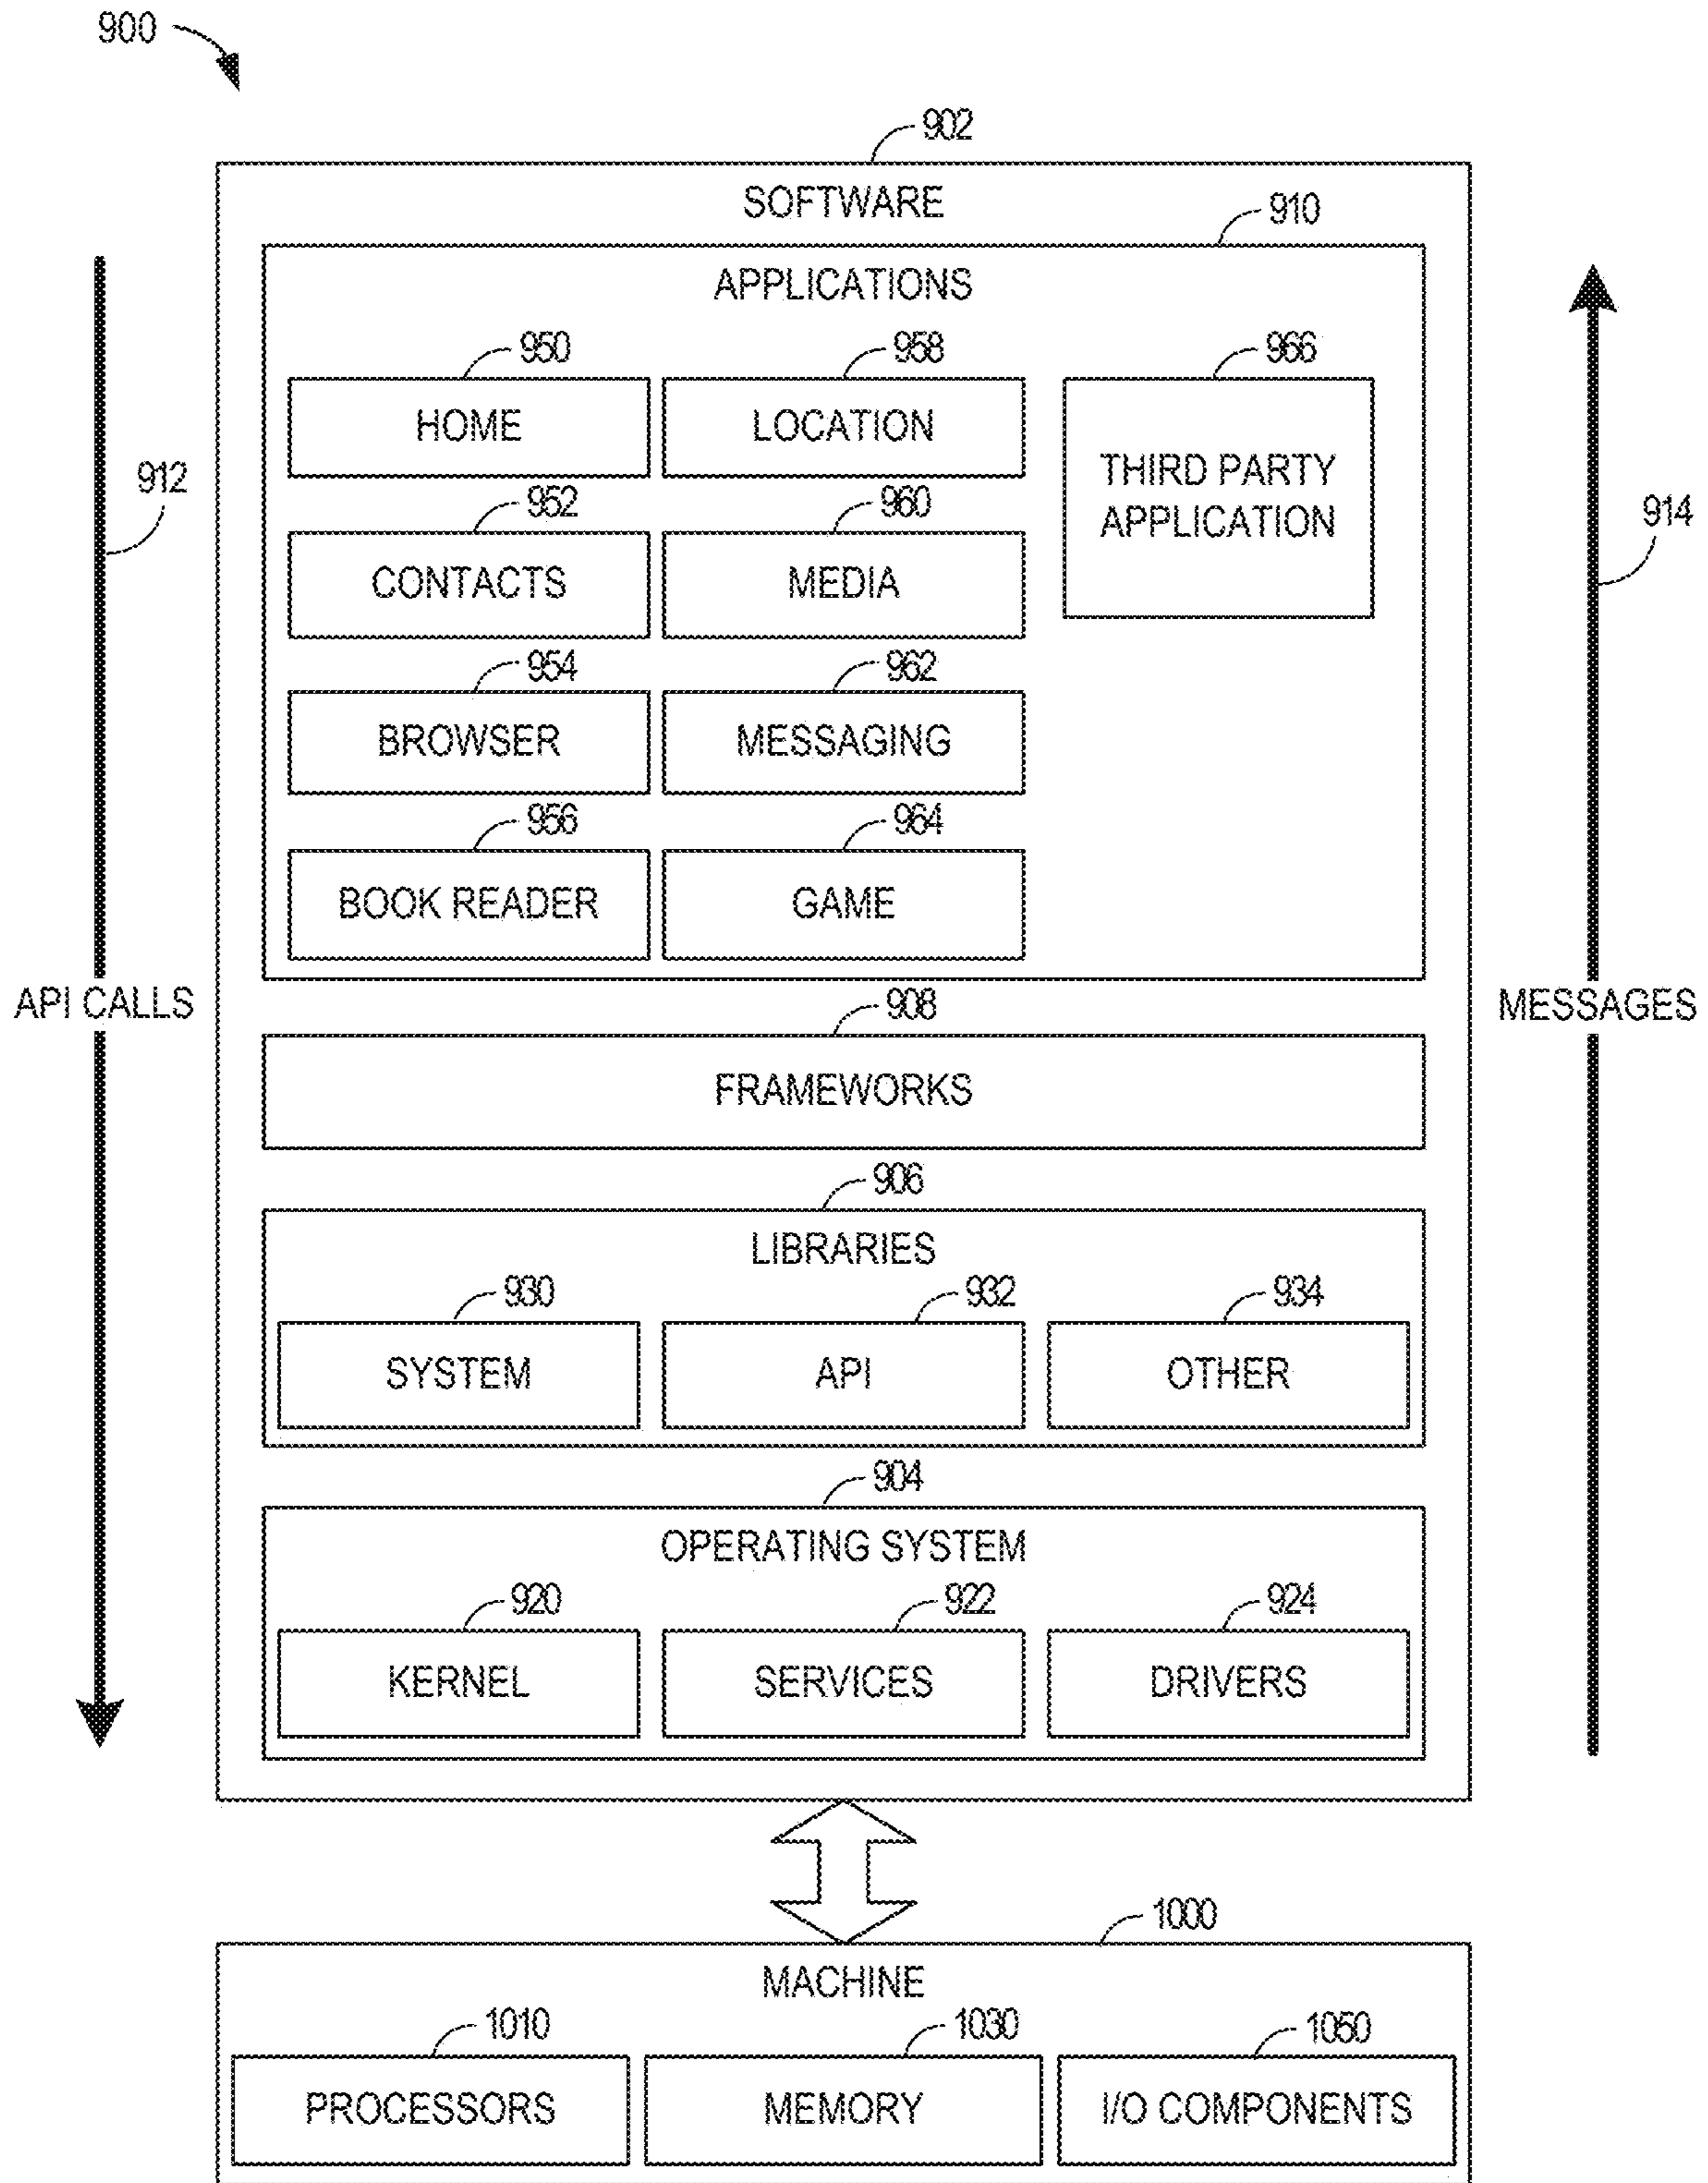 900
902
SOFTWARE
910
APPLICATIONS
950
958
966
HOME
LOCATION
THIRD PARTY
APPLICATION
912
952
960
914
CONTACTS
MEDIA
954
962
BROWSER
MESSAGING
956
964
BOOK READER
GAME
API CALLS
908
MESSAGES
FRAMEWORKS
906
LIBRARIES
930
932
934
SYSTEM
API
OTHER
904
OPERATING SYSTEM
920
922
924
KERNEL
SERVICES
DRIVERS
1000
MACHINE
1010
1030
1050
PROCESSORS
MEMORY
I/O COMPONENTS